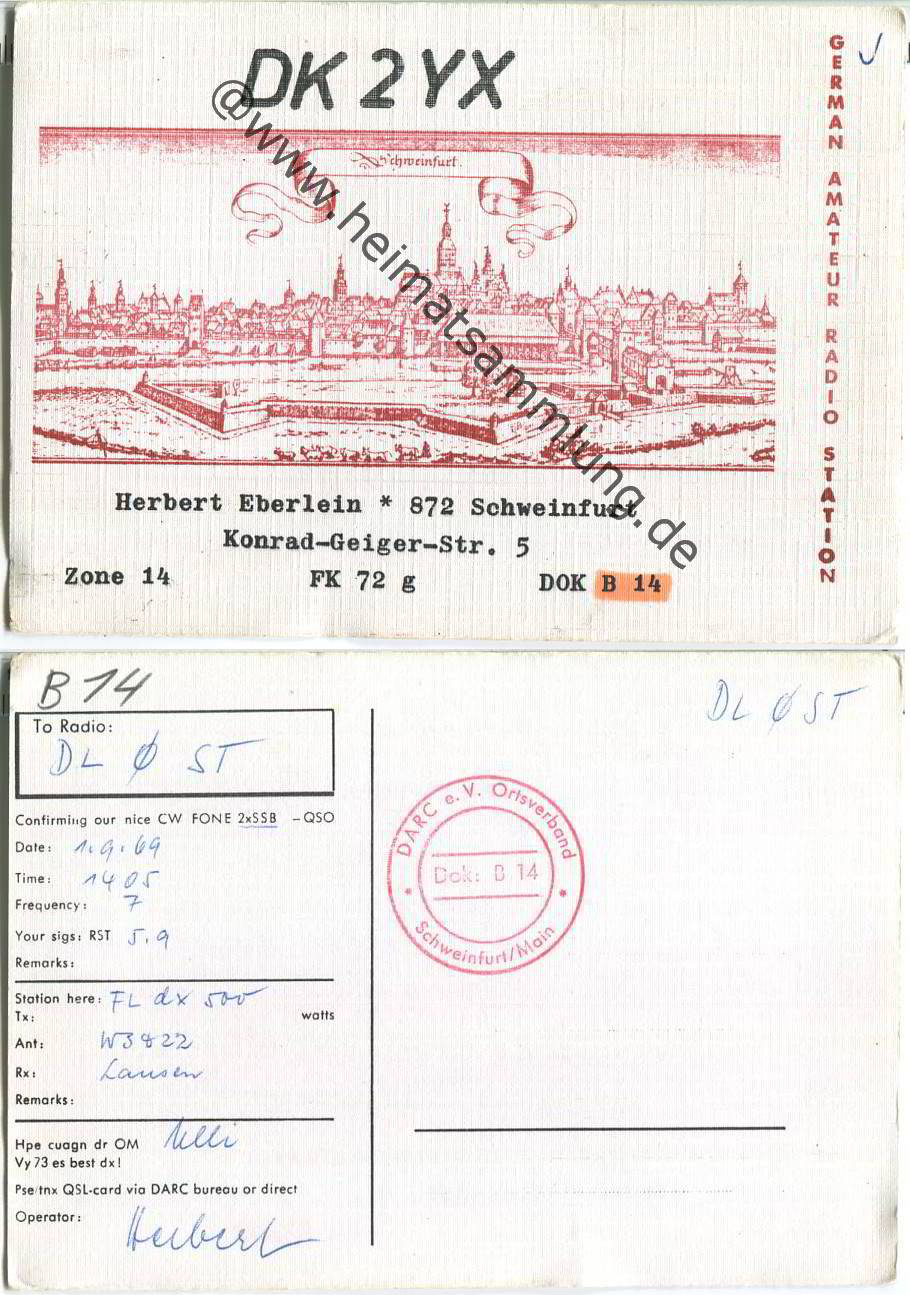 DK 2 YX
@www.heimatsammlung.de
Schweinfurt.
GERMAN AMATEUR RADIO STATION
Herbert Eberlein * 872 Schweinfurt
Konrad-Geiger-Str. 5
Zone 14 FK 72 g DOK B 14
B 14
DL Ø ST
To Radio:
DL Ø ST
Confirming our nice CW FONE 2xSSB – QSO
Date: 1.9.69
Time: 1405
Frequency: 7
Your sigs: RST 5.9
Remarks:
Station here: FL dx 500
Tx: watts
Ant:
Rx: Lausen
Remarks:
Hpe cuagn dr OM Ulli
Vy 73 es best dx!
Pse/tnx QSL-card via DARC bureau or direct
Operator: Herbert
DARC e.V. Ortsverband
Dok: B 14
Schweinfurt/Main